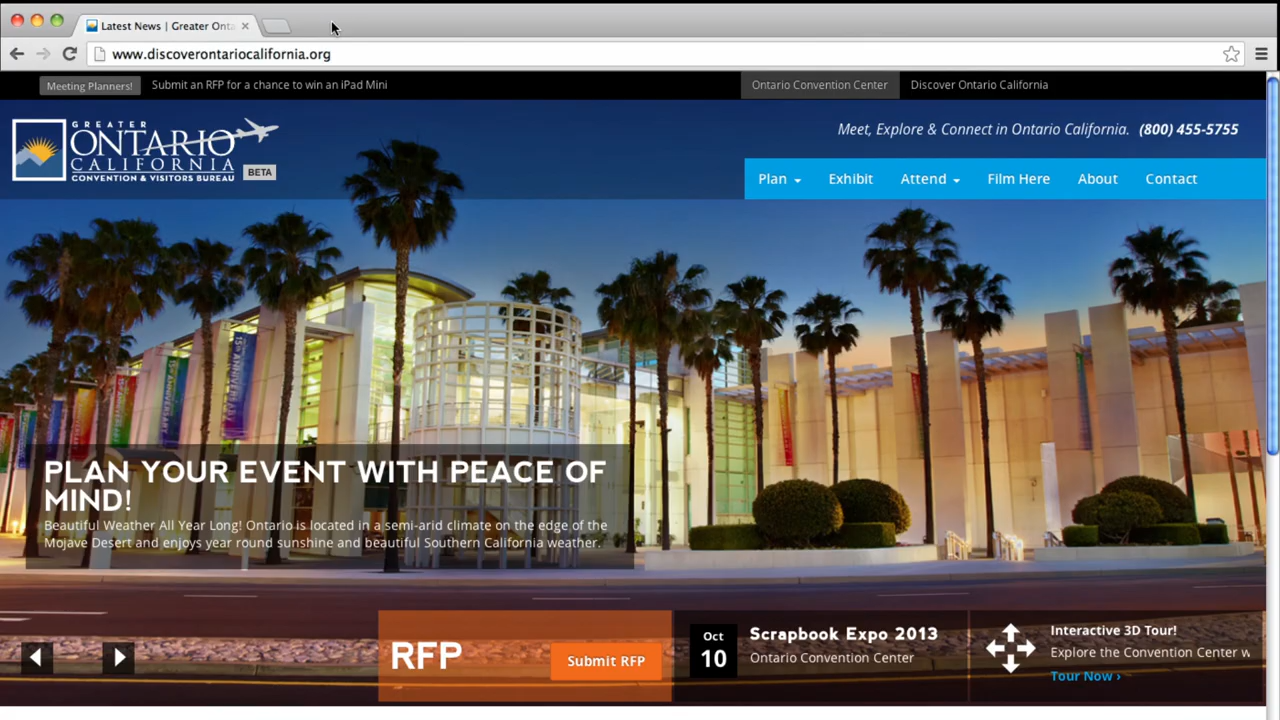 Latest News | Greater Onta
www.discoverontariocalifornia.org
Meeting Planners! Submit an RFP for a chance to win an iPad Mini
Ontario Convention Center Discover Ontario California
GREATER
ONTARIO
CALIFORNIA
CONVENTION & VISITORS BUREAU
BETA
Meet, Explore & Connect in Ontario California. (800) 455-5755
Plan Exhibit Attend Film Here About Contact
15th ANNIVERSARY
15th ANNIVERSARY
PLAN YOUR EVENT WITH PEACE OF
MIND!
Beautiful Weather All Year Long! Ontario is located in a semi-arid climate on the edge of the
Mojave Desert and enjoys year round sunshine and beautiful Southern California weather.
RFP
Submit RFP
Oct
10
Scrapbook Expo 2013
Ontario Convention Center
Interactive 3D Tour!
Explore the Convention Center w
Tour Now ›